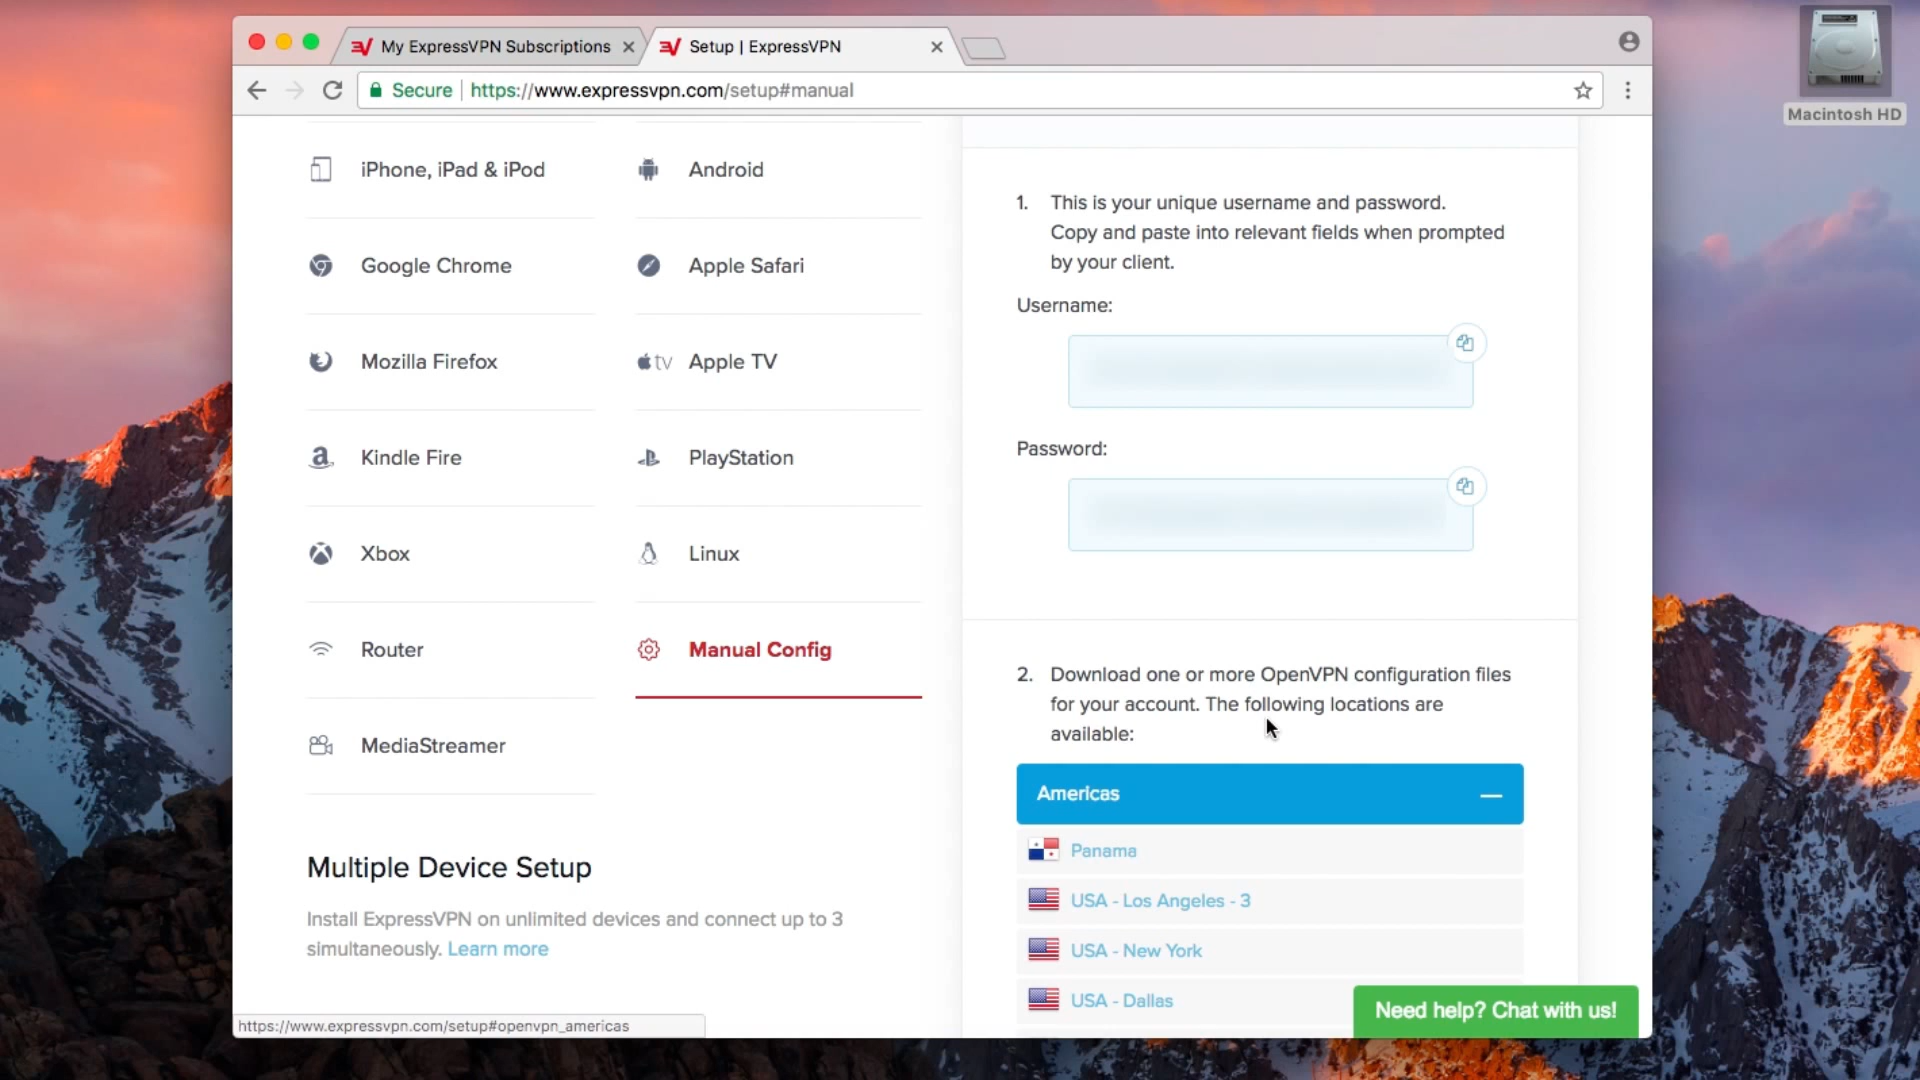 My ExpressVPN Subscriptions
Setup | ExpressVPN
Secure
https://www.expressvpn.com/setup#manual
Macintosh HD
iPhone, iPad & iPod
Android
Google Chrome
Apple Safari
Mozilla Firefox
tv
Apple TV
Kindle Fire
PlayStation
Xbox
Linux
Router
Manual Config
MediaStreamer
Multiple Device Setup
Install ExpressVPN on unlimited devices and connect up to 3
simultaneously. Learn more
https://www.expressvpn.com/setup#openvpn_americas
1. This is your unique username and password.
Copy and paste into relevant fields when prompted
by your client.
Username:
Password:
2. Download one or more OpenVPN configuration files
for your account. The following locations are
available:
Americas
Panama
USA - Los Angeles - 3
USA - New York
USA - Dallas
Need help? Chat with us!